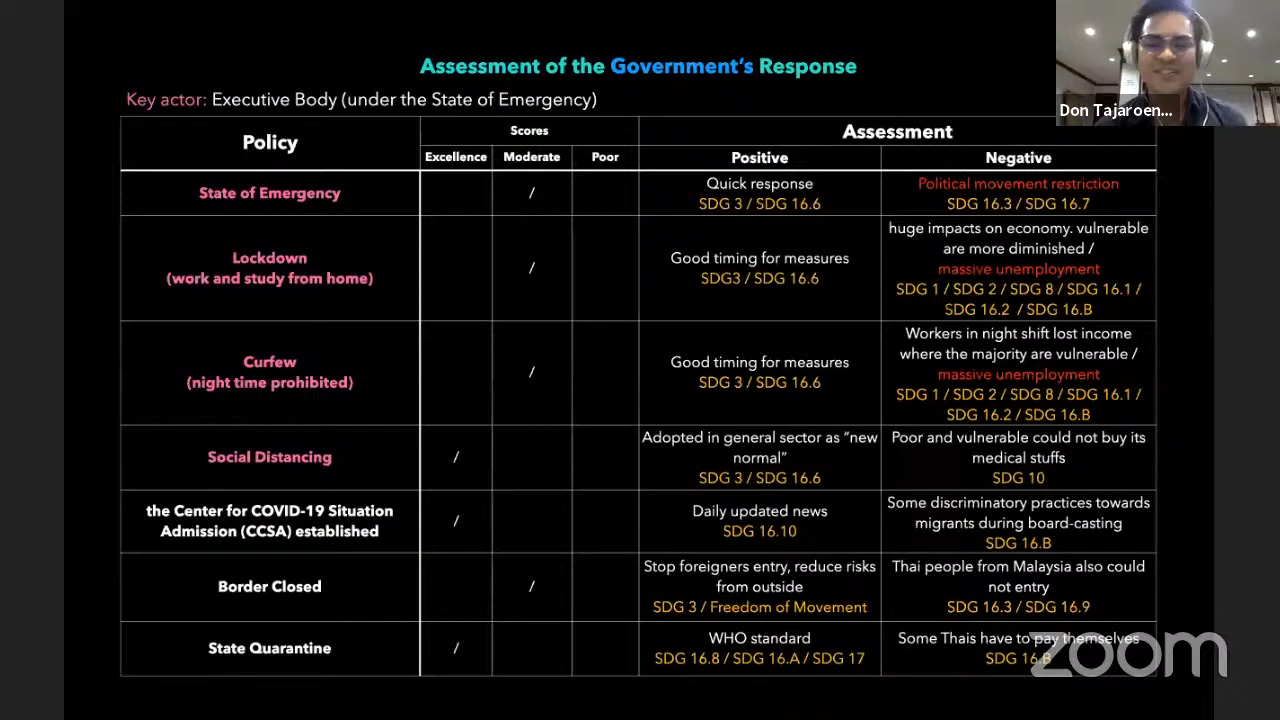 Assessment of the Government's Response
Key actor: Executive Body (under the State of Emergency)
Don Tajaroen...
Policy
Scores
Assessment
Excellence
Moderate
Poor
Positive
Negative
State of Emergency
/
Quick response
SDG 3 / SDG 16.6
Political movement restriction
SDG 16.3 / SDG 16.7
Lockdown
(work and study from home)
/
Good timing for measures
SDG3 / SDG 16.6
huge impacts on economy. vulnerable
are more diminished /
massive unemployment
SDG 1 / SDG 2 / SDG 8 / SDG 16.1 /
SDG 16.2 / SDG 16.B
Curfew
(night time prohibited)
/
Good timing for measures
SDG 3 / SDG 16.6
Workers in night shift lost income
where the majority are vulnerable /
massive unemployment
SDG 1 / SDG 2 / SDG 8 / SDG 16.1 /
SDG 16.2 / SDG 16.B
Social Distancing
/
Adopted in general sector as “new
normal”
SDG 3 / SDG 16.6
Poor and vulnerable could not buy its
medical stuffs
SDG 10
the Center for COVID-19 Situation
Admission (CCSA) established
/
Daily updated news
SDG 16.10
Some discriminatory practices towards
migrants during board-casting
SDG 16.B
Border Closed
/
Stop foreigners entry, reduce risks
from outside
SDG 3 / Freedom of Movement
Thai people from Malaysia also could
not entry
SDG 16.3 / SDG 16.9
State Quarantine
/
WHO standard
SDG 16.8 / SDG 16.A / SDG 17
Some Thais have to pay themselves
SDG 16.B
zoom